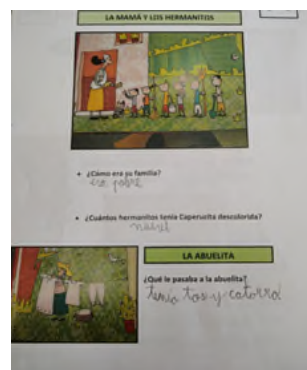 LA MAMÁ Y LOS HERMANITOS
¿Cómo era su familia?
era pobre
¿Cuántos hermanitos tenía Caperucita descolorida?
LA ABUELITA
¿Qué le pasaba a la abuelita?
tenía tos y catarro